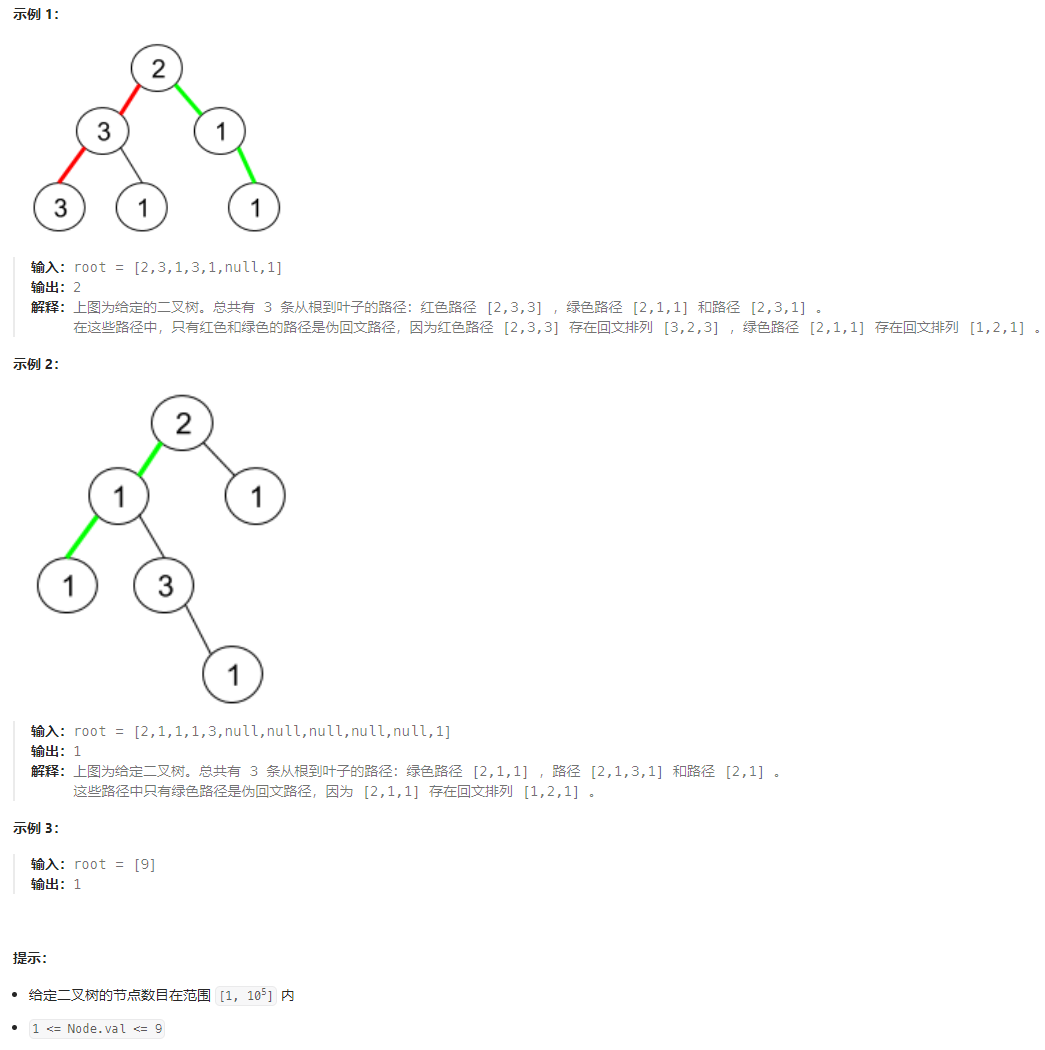 示例 1:
2
3
1
3
1
1
输入: root = [2,3,1,3,1,null,1]
输出: 2
解释: 上图为给定的二叉树。总共有 3 条从根到叶子的路径: 红色路径 [2,3,3] , 绿色路径 [2,1,1] 和路径 [2,3,1] 。
在这些路径中, 只有红色和绿色的路径是伪回文路径, 因为红色路径 [2,3,3] 存在回文排列 [3,2,3] , 绿色路径 [2,1,1] 存在回文排列 [1,2,1] 。
示例 2:
2
1
1
1
3
1
输入: root = [2,1,1,1,3,null,null,null,null,null,1]
输出: 1
解释: 上图为给定二叉树。总共有 3 条从根到叶子的路径: 绿色路径 [2,1,1] , 路径 [2,1,3,1] 和路径 [2,1] 。
这些路径中只有绿色路径是伪回文路径, 因为 [2,1,1] 存在回文排列 [1,2,1] 。
示例 3:
输入: root = [9]
输出: 1
提示:
• 给定二叉树的节点数目在范围 [1, 10⁵] 内
• 1 <= Node.val <= 9